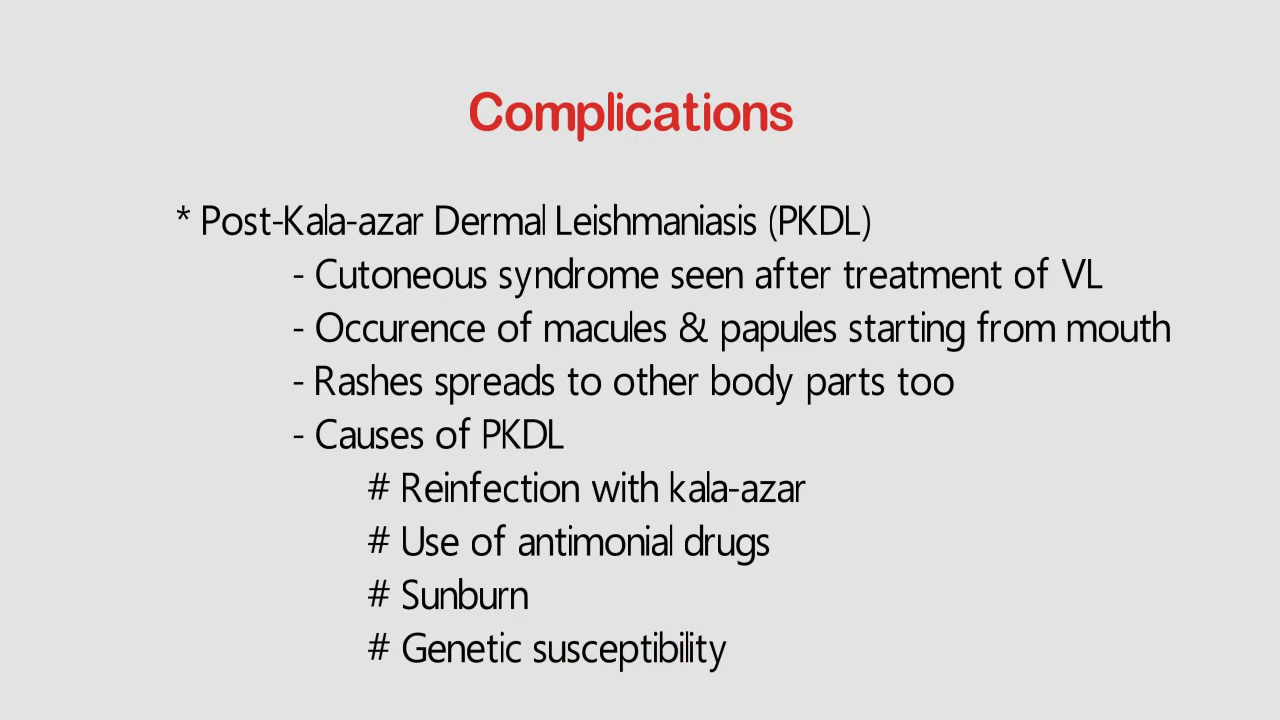 Complications
* Post-Kala-azar Dermal Leishmaniasis (PKDL)
- Cutoneous syndrome seen after treatment of VL
- Occurence of macules & papules starting from mouth
- Rashes spreads to other body parts too
- Causes of PKDL
# Reinfection with kala-azar
# Use of antimonial drugs
# Sunburn
# Genetic susceptibility